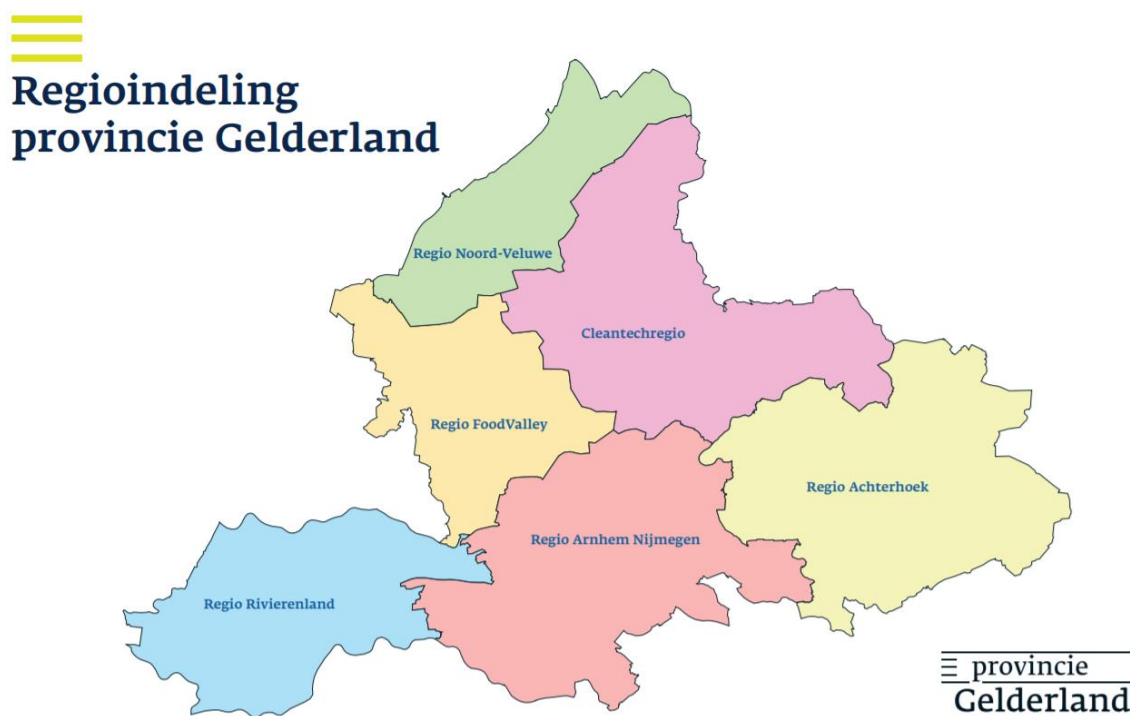 Regioindeling
provincie Gelderland
Regio Noord-Veluwe
Cleantechregio
Regio FoodValley
Regio Achterhoek
Regio Arnhem Nijmegen
Regio Rivierenland
provincie
Gelderland